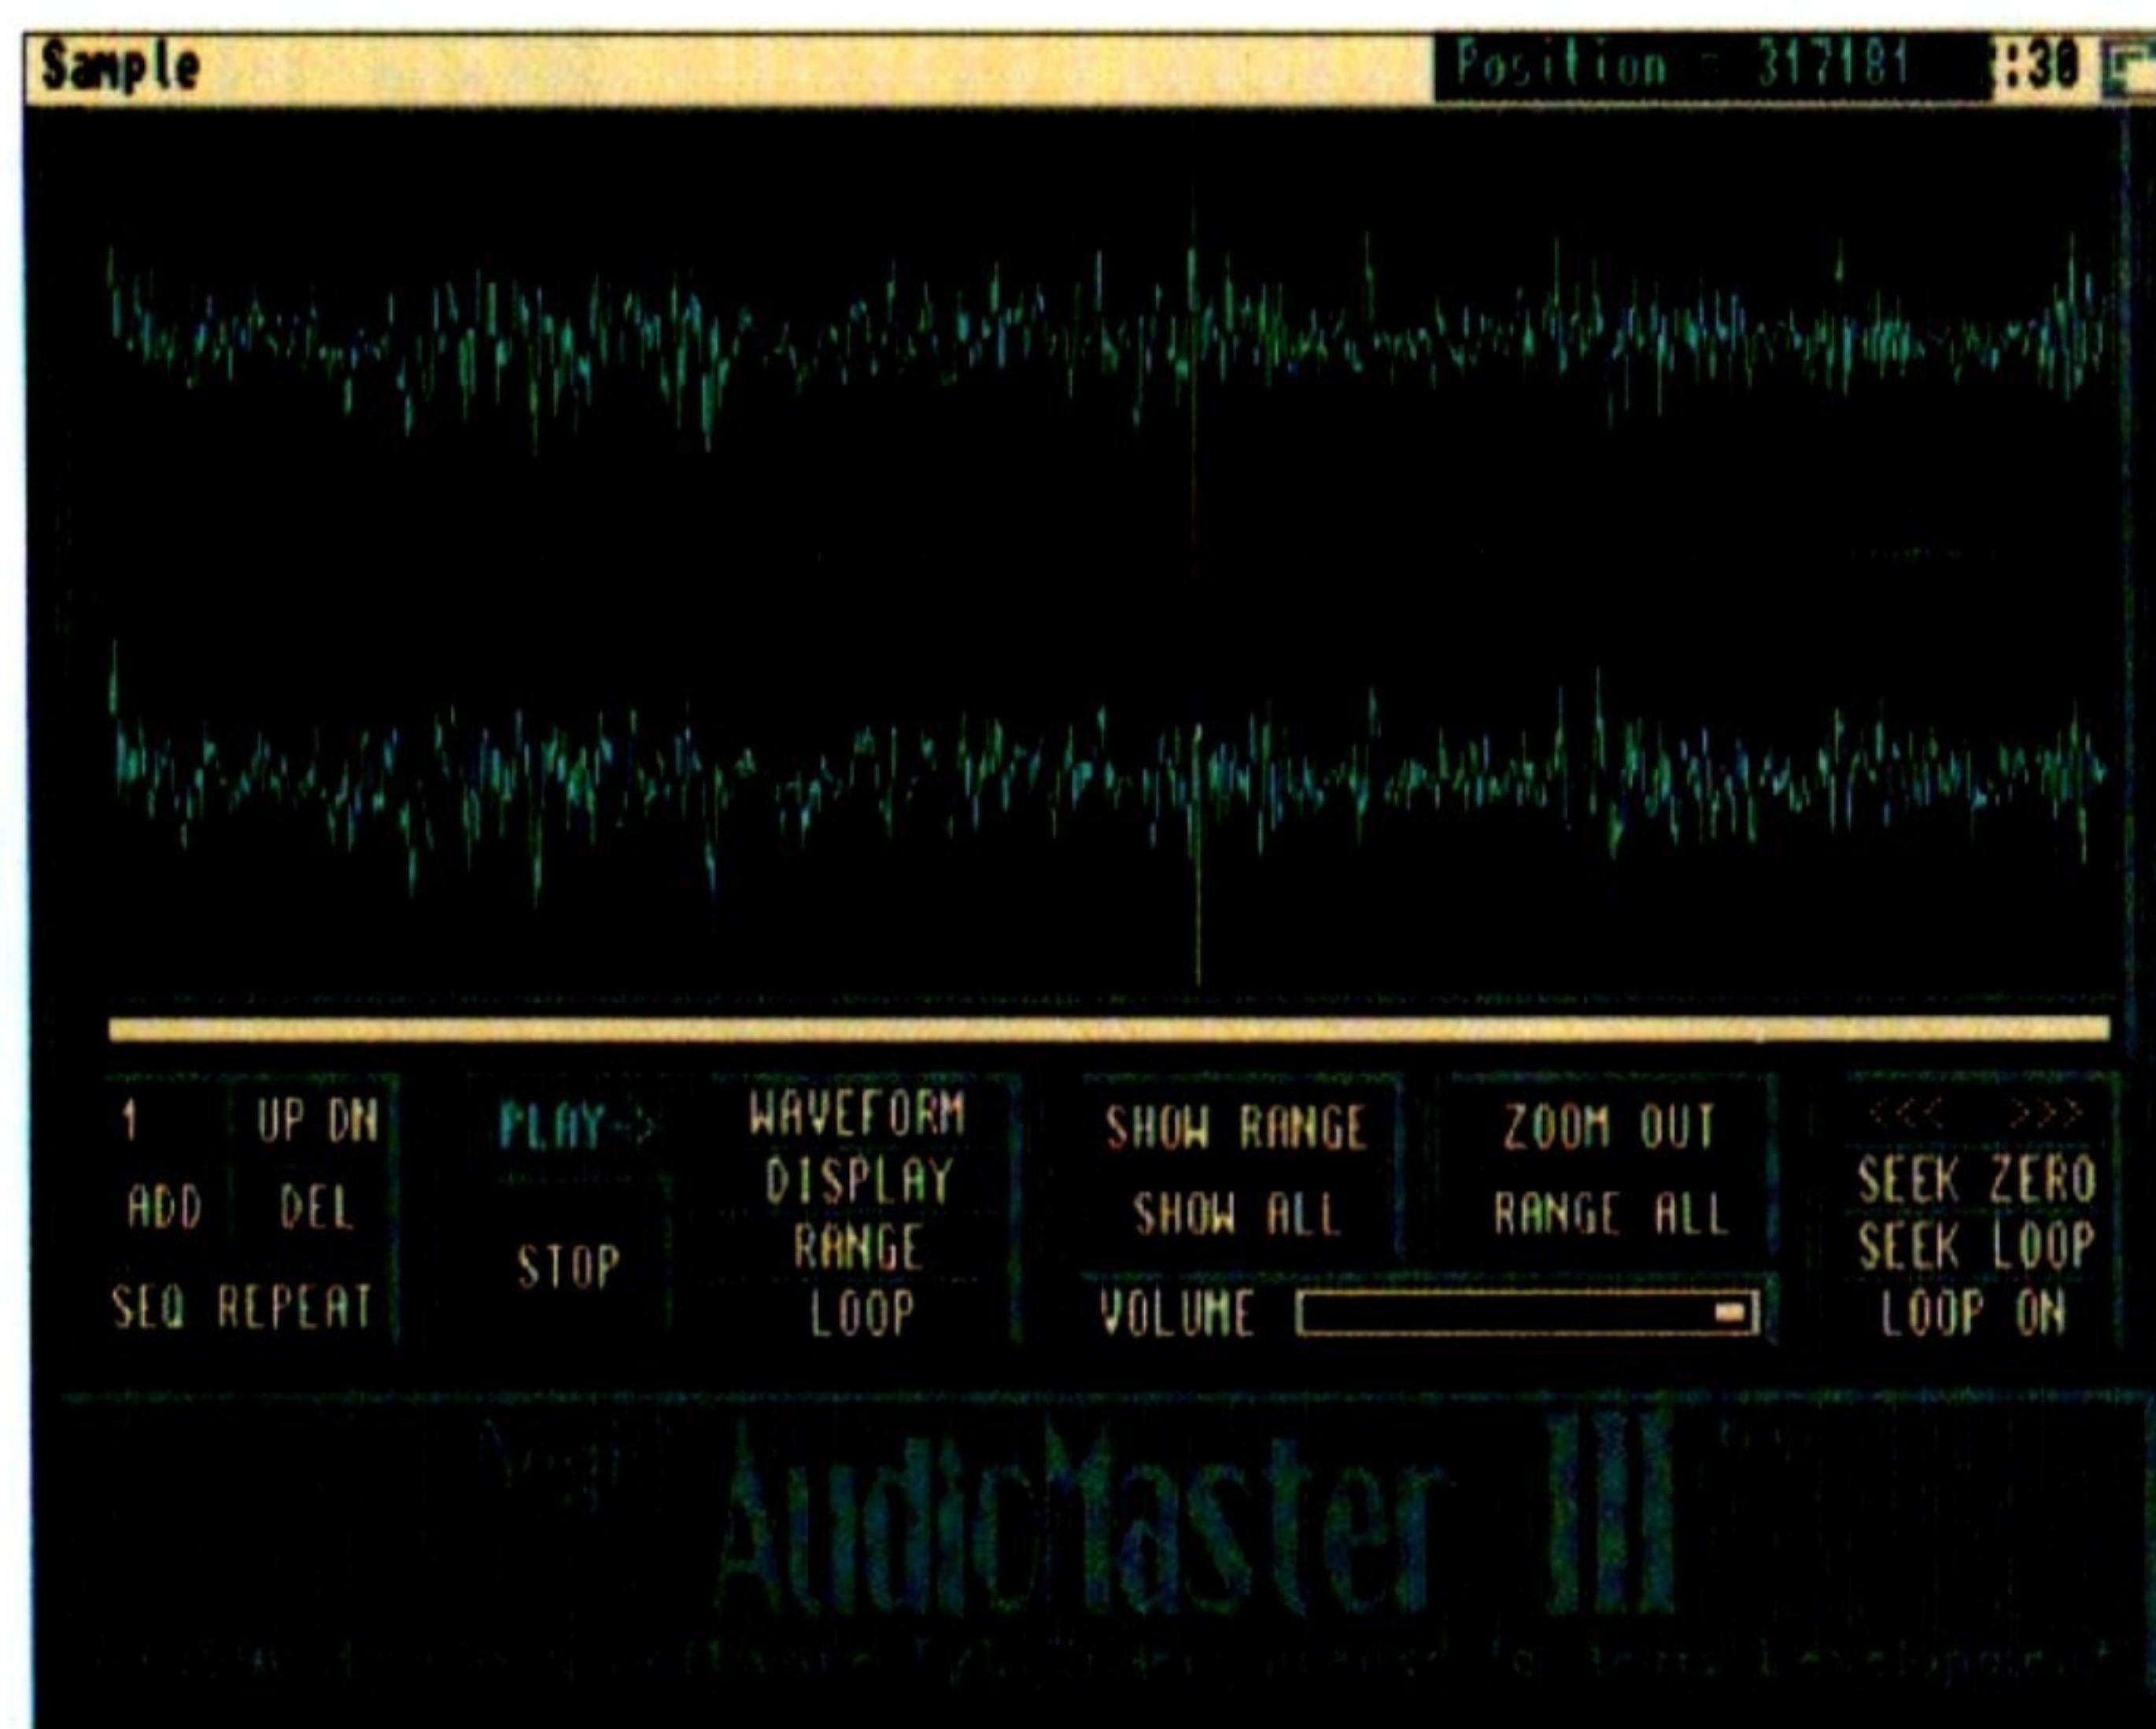 Sample Position - 317181 :30
1 UP DN
ADD DEL
SEQ REPEAT
PLAY->
STOP
WAVEFORM
DISPLAY
RANGE
LOOP
SHOW RANGE
SHOW ALL
ZOOM OUT
RANGE ALL
VOLUME
<<< >>>
SEEK ZERO
SEEK LOOP
LOOP ON
AudioMaster III
Development